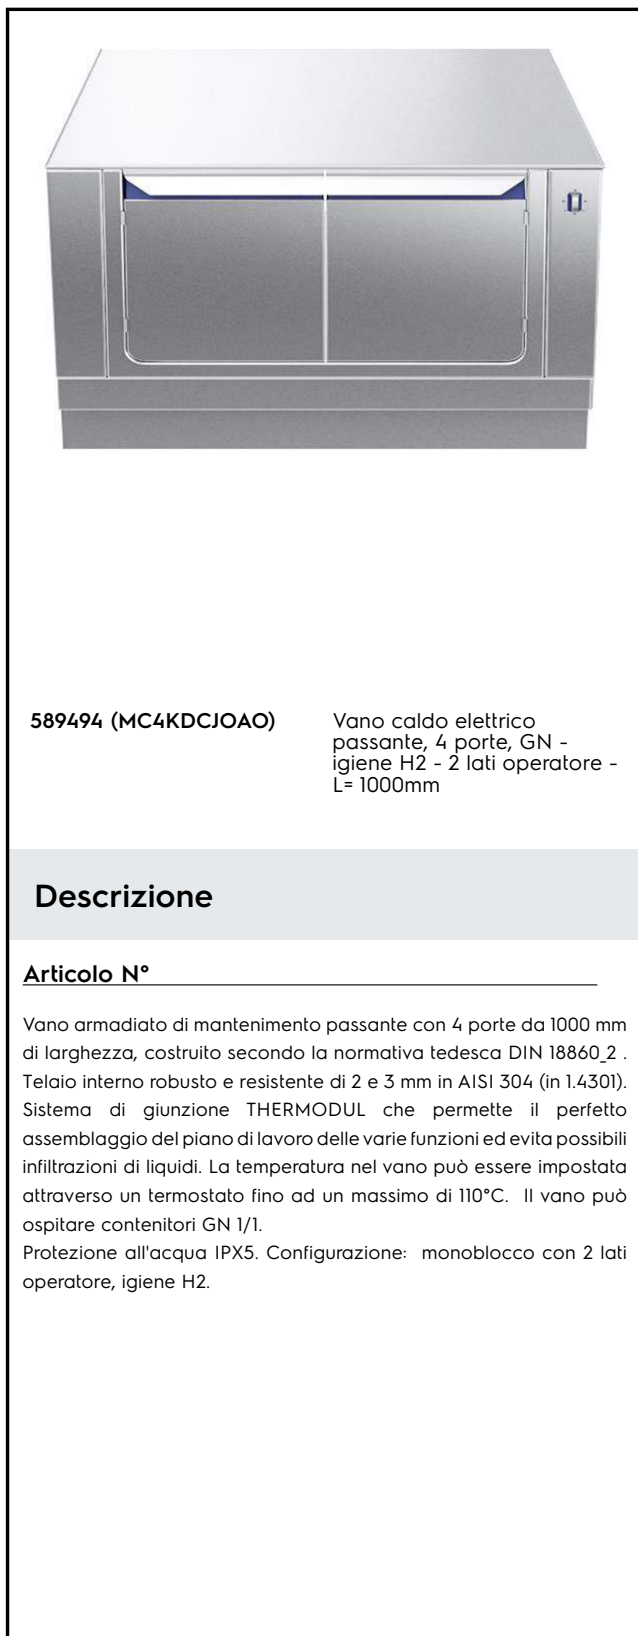 589494 (MC4KDCJOAO)
Vano caldo elettrico
passante, 4 porte, GN -
igiene H2 - 2 lati operatore -
L= 1000mm
Descrizione
Articolo N°
Vano armadiato di mantenimento passante con 4 porte da 1000 mm
di larghezza, costruito secondo la normativa tedesca DIN 18860_2 .
Telaio interno robusto e resistente di 2 e 3 mm in AISI 304 (in 1.4301).
Sistema di giunzione THERMODUL che permette il perfetto
assemblaggio del piano di lavoro delle varie funzioni ed evita possibili
infiltrazioni di liquidi. La temperatura nel vano può essere impostata
attraverso un termostato fino ad un massimo di 110°C. Il vano può
ospitare contenitori GN 1/1.
Protezione all'acqua IPX5. Configurazione: monoblocco con 2 lati
operatore, igiene H2.